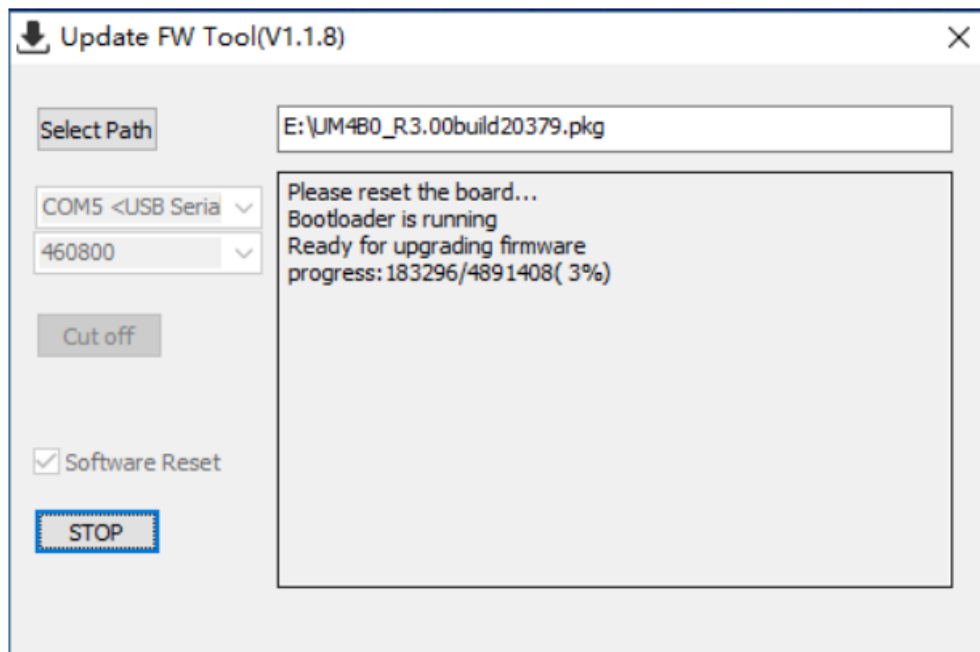 Update FW Tool(V1.1.8)
Select Path
E:\UM4B0_R3.00build20379.pkg
COM5 <USB Seria
460800
Cut off
Software Reset
STOP
Please reset the board...
Bootloader is running
Ready for upgrading firmware
progress:183296/4891408( 3%)